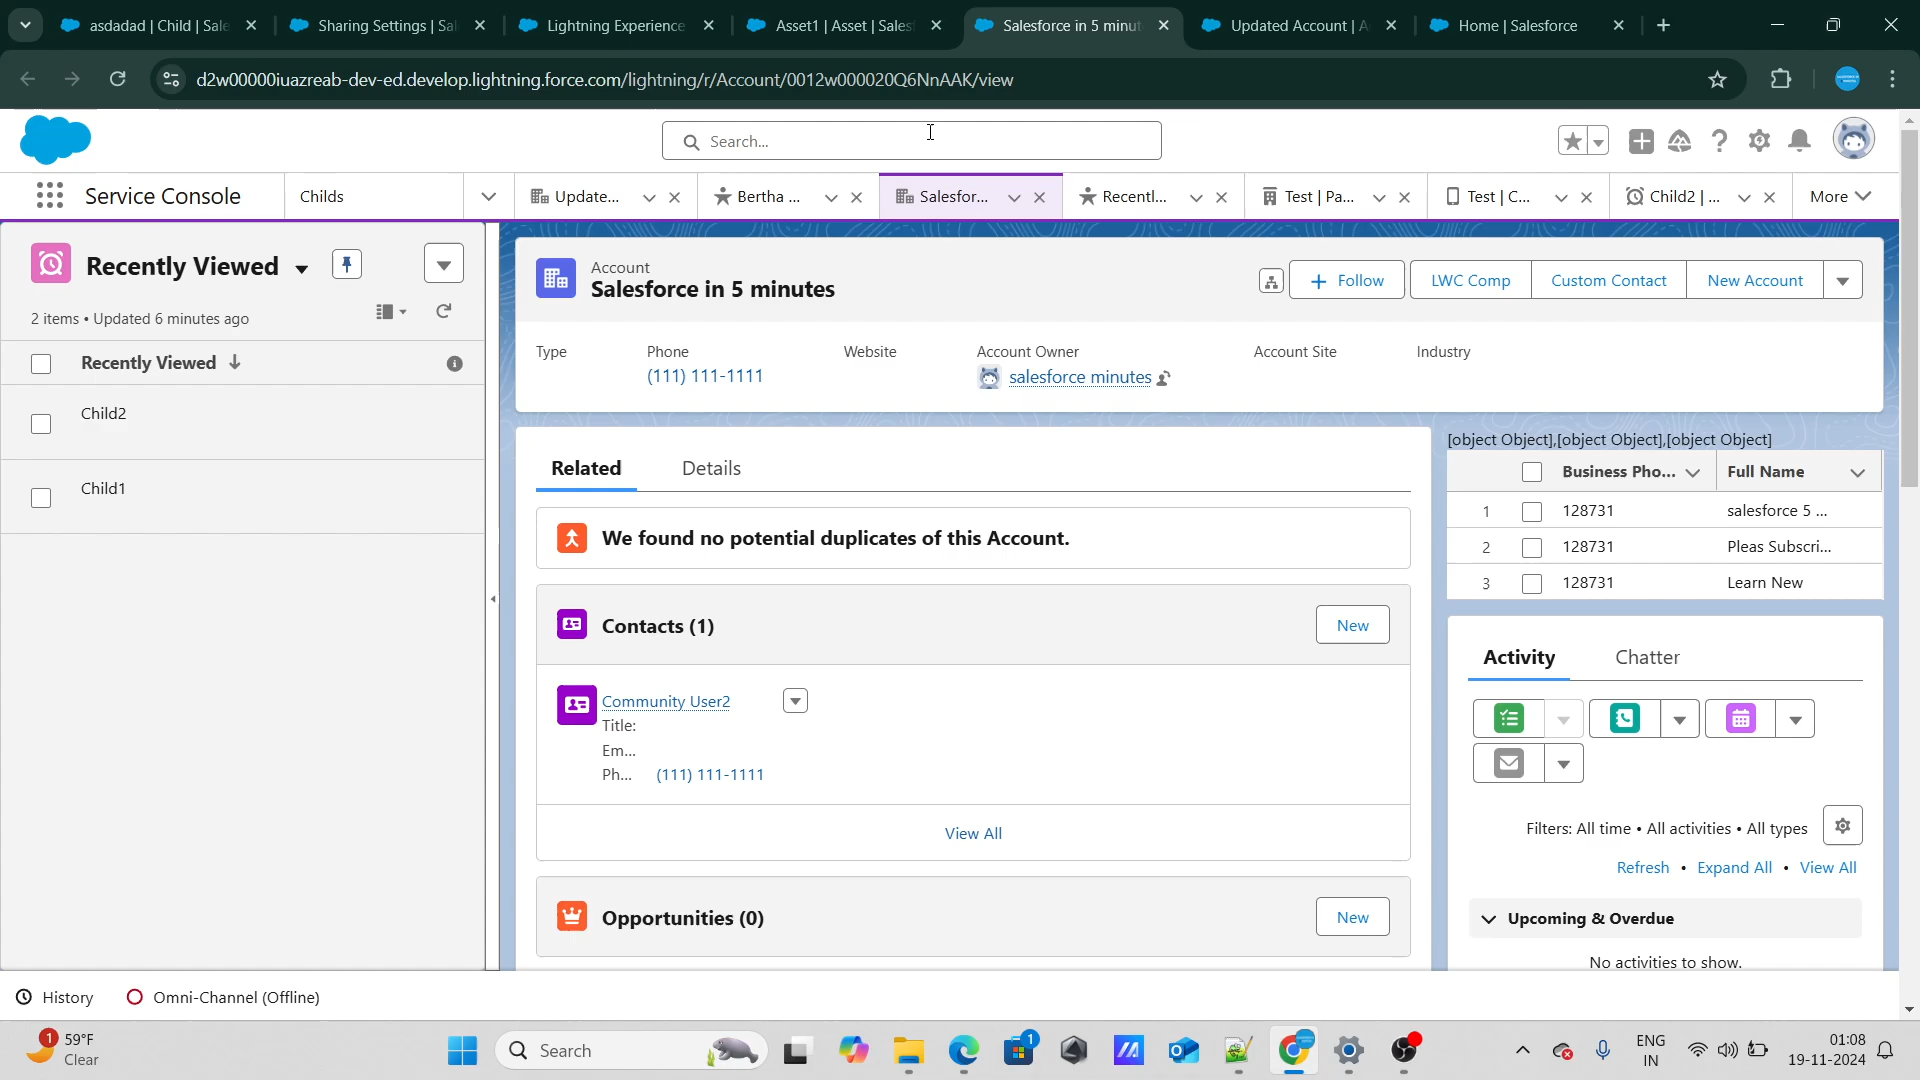 asdadad | Child | Sale
Sharing Settings | Sal
Lightning Experience
Asset1 | Asset | Salesf
Salesforce in 5 minut
Updated Account | A
Home | Salesforce
d2w00000iuazreab-dev-ed.develop.lightning.force.com/lightning/r/Account/0012w000020Q6NnAAK/view
Search...
Service Console
Childs
Update...
Bertha ...
Salesfor...
Recentl...
Test | Pa...
Test | C...
Child2 | ...
More
Recently Viewed
2 items • Updated 6 minutes ago
Recently Viewed
Child2
Child1
Account
Salesforce in 5 minutes
Follow
LWC Comp
Custom Contact
New Account
Type
Phone
Website
Account Owner
Account Site
Industry
(111) 111-1111
salesforce minutes
Related
Details
We found no potential duplicates of this Account.
Contacts (1)
New
Community User2
Title:
Em...
Ph... (111) 111-1111
View All
Opportunities (0)
New
[object Object],[object Object],[object Object]
Business Pho...
Full Name
1 128731 salesforce 5 ...
2 128731 Pleas Subscri...
3 128731 Learn New
Activity
Chatter
Filters: All time • All activities • All types
Refresh • Expand All • View All
Upcoming & Overdue
No activities to show.
History
Omni-Channel (Offline)
1
59°F
Clear
Search
1
ENG
IN
01:08
19-11-2024